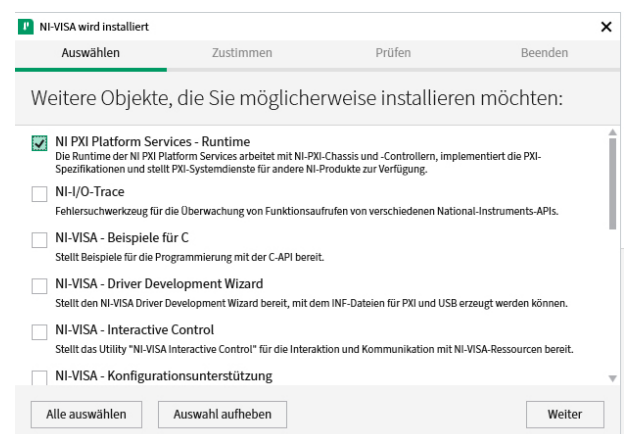 NI-VISA wird installiert
Auswählen Zustimmen Prüfen Beenden
Weitere Objekte, die Sie möglicherweise installieren möchten:
NI PXI Platform Services - Runtime
Die Runtime der NI PXI Platform Services arbeitet mit NI-PXI-Chassis und -Controllern, implementiert die PXI-
Spezifikationen und stellt PXI-Systemdienste für andere NI-Produkte zur Verfügung.
NI-I/O-Trace
Fehlersuchwerkzeug für die Überwachung von Funktionsaufrufen von verschiedenen National-Instruments-APIs.
NI-VISA - Beispiele für C
Stellt Beispiele für die Programmierung mit der C-API bereit.
NI-VISA - Driver Development Wizard
Stellt den NI-VISA Driver Development Wizard bereit, mit dem INF-Dateien für PXI und USB erzeugt werden können.
NI-VISA - Interactive Control
Stellt das Utility "NI-VISA Interactive Control" für die Interaktion und Kommunikation mit NI-VISA-Ressourcen bereit.
NI-VISA - Konfigurationsunterstützung
Alle auswählen Auswahl aufheben Weiter